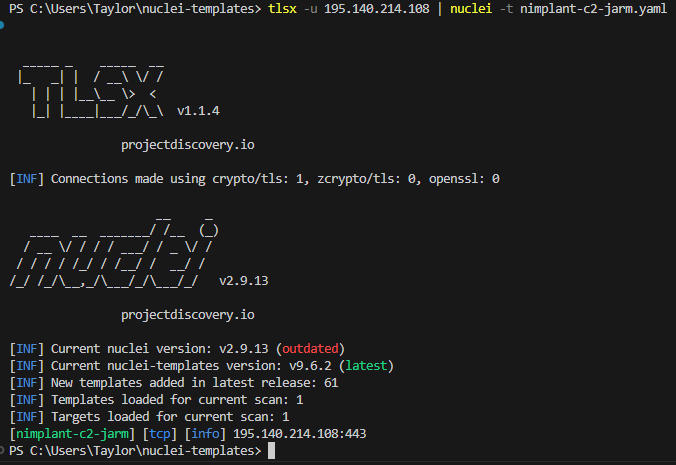 PS C:\Users\Taylor\nuclei-templates> tlsx -u 195.140.214.108 | nuclei -t nimplant-c2-jarm.yaml
TLSX v1.1.4
projectdiscovery.io
[INF] Connections made using crypto/tls: 1, zcrypto/tls: 0, openssl: 0
nuclei v2.9.13
projectdiscovery.io
[INF] Current nuclei version: v2.9.13 (outdated)
[INF] Current nuclei-templates version: v9.6.2 (latest)
[INF] New templates added in latest release: 61
[INF] Templates loaded for current scan: 1
[INF] Targets loaded for current scan: 1
[nimplant-c2-jarm] [tcp] [info] 195.140.214.108:443
PS C:\Users\Taylor\nuclei-templates>